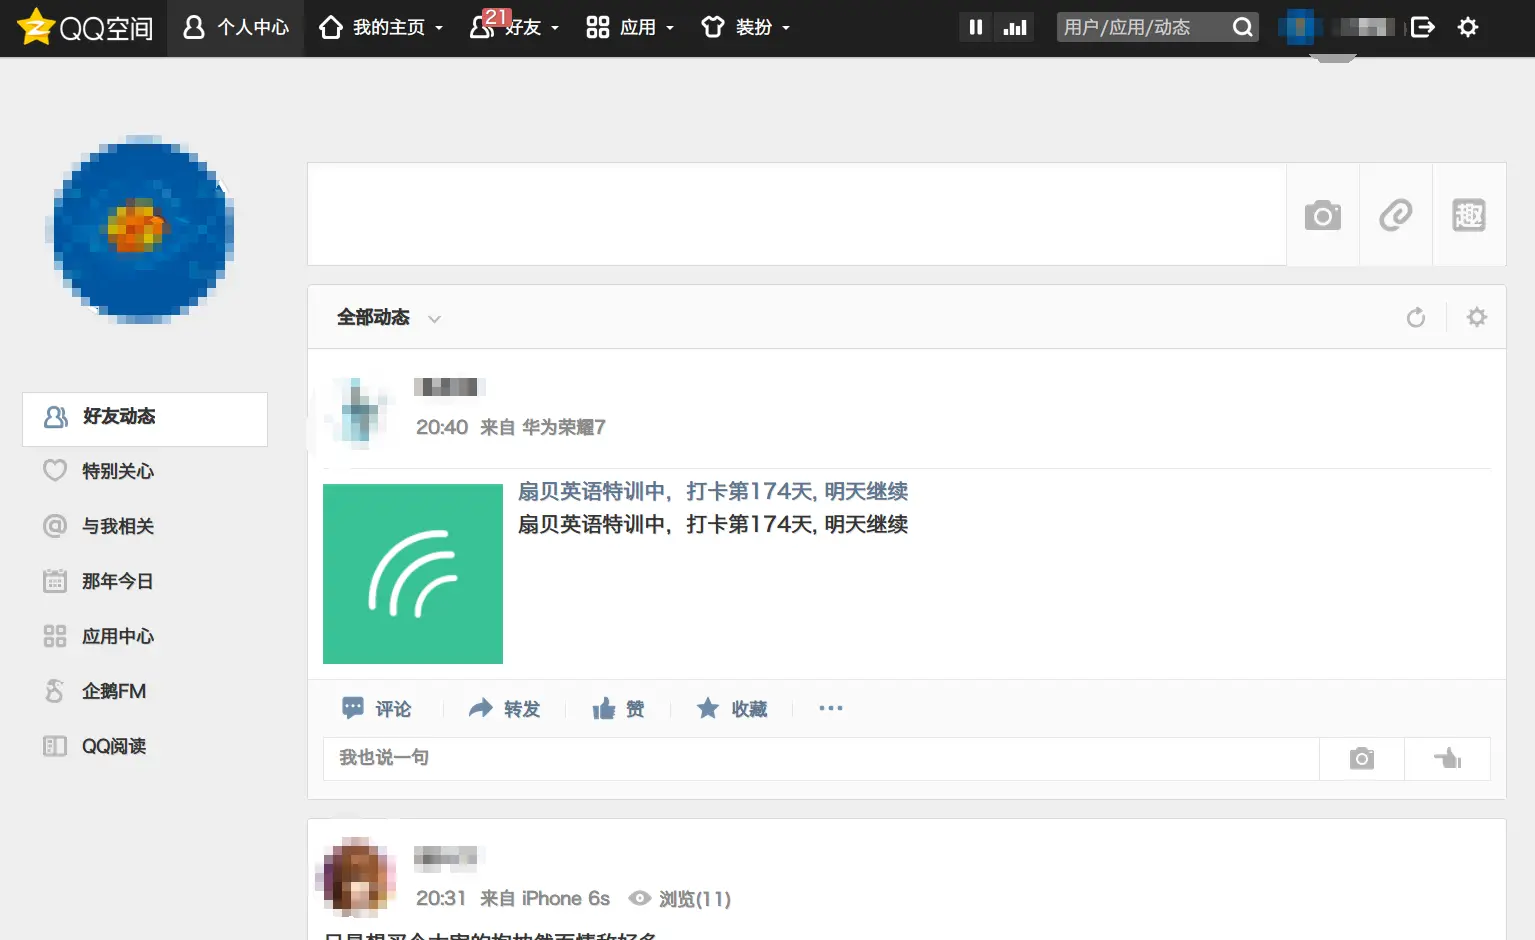 QQ空间 个人中心 我的主页 21 好友 应用 装扮 用户/应用/动态
趣
全部动态
20:40 来自 华为荣耀7
扇贝英语特训中，打卡第174天, 明天继续
扇贝英语特训中，打卡第174天, 明天继续
评论 转发 赞 收藏
我也说一句
好友动态
特别关心
与我相关
那年今日
应用中心
企鹅FM
QQ阅读
20:31 来自 iPhone 6s 浏览(11)